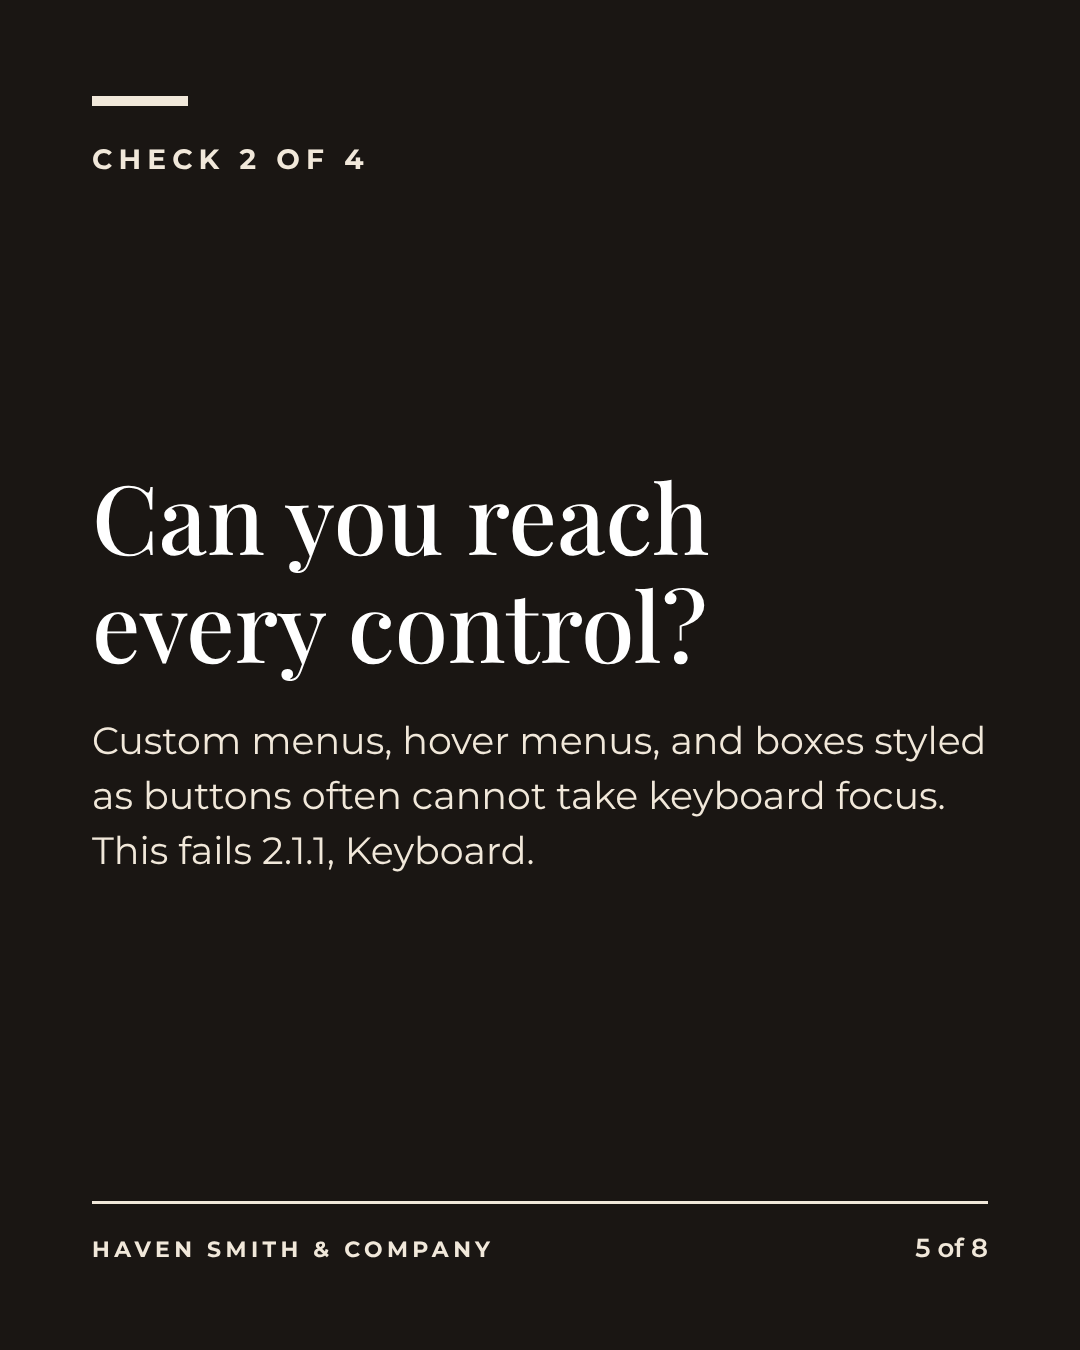 CHECK 2 OF 4
Can you reach
every control?
Custom menus, hover menus, and boxes styled
as buttons often cannot take keyboard focus.
This fails 2.1.1, Keyboard.
HAVEN SMITH & COMPANY
5 of 8